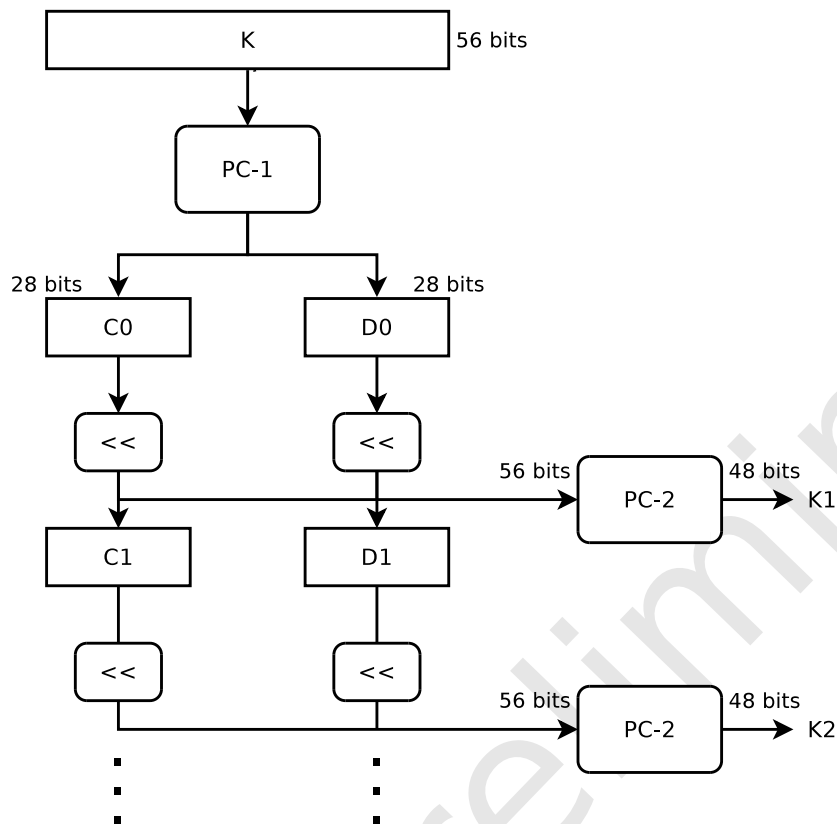 K
56 bits
PC-1
28 bits
28 bits
C0
D0
<<
<<
56 bits
48 bits
PC-2
K1
C1
D1
<<
<<
56 bits
48 bits
PC-2
K2